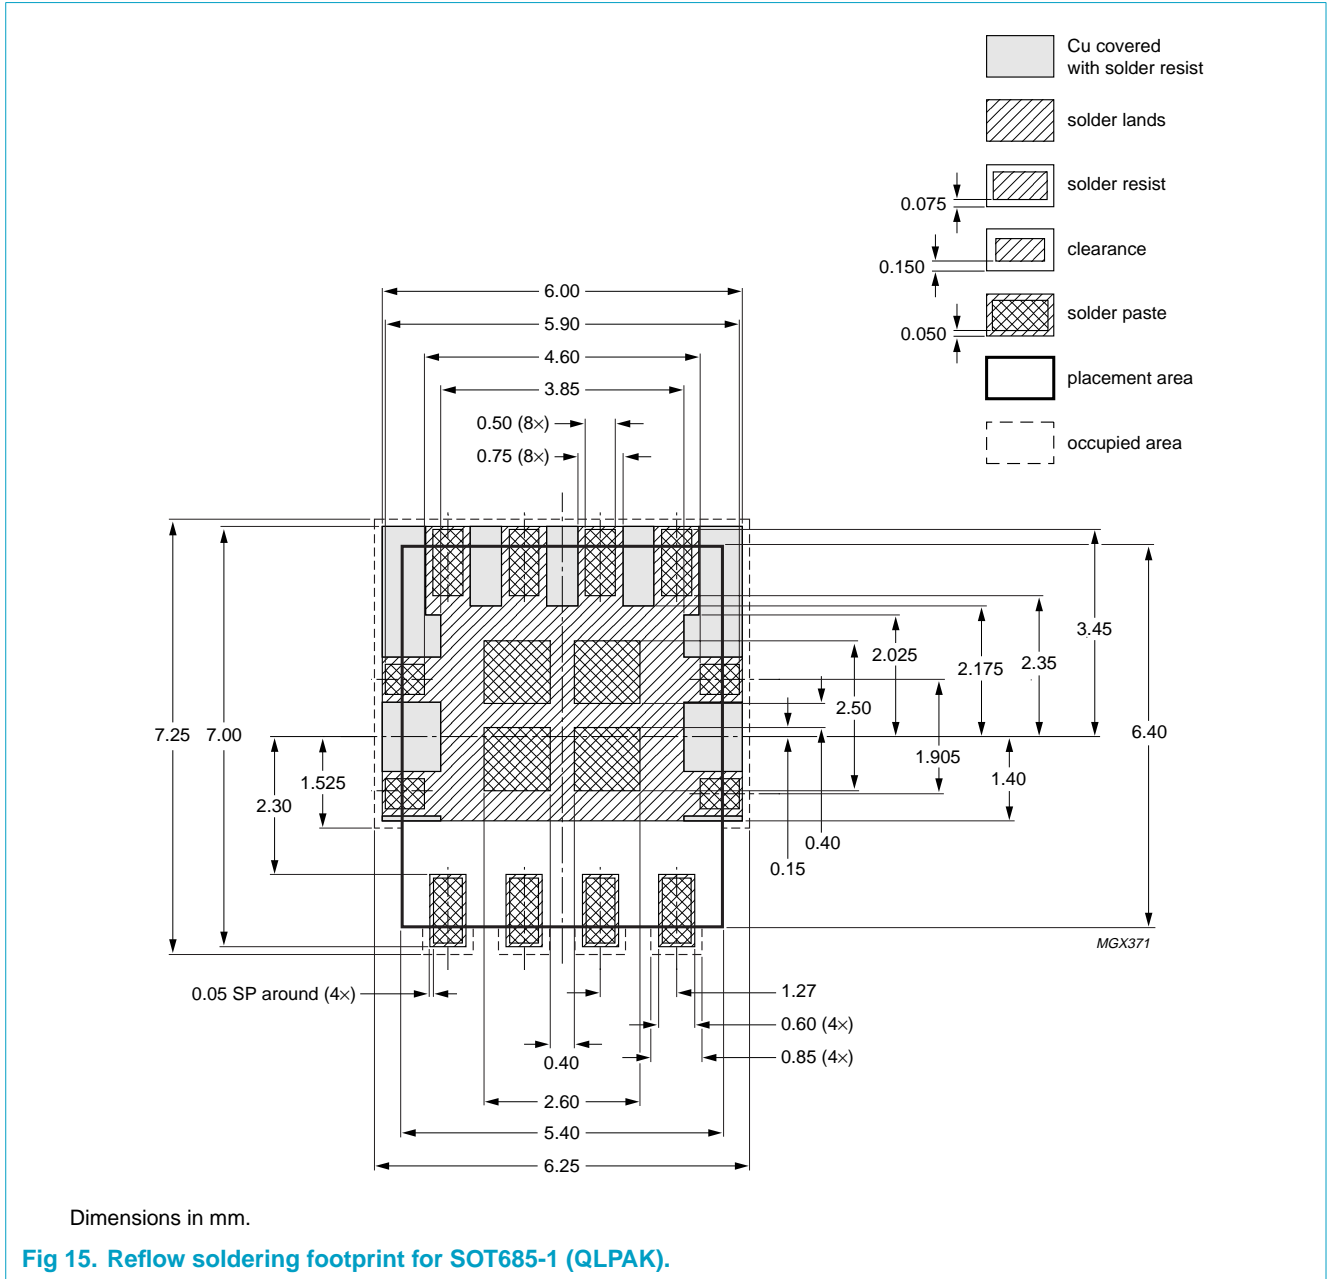 Cu covered
with solder resist
solder lands
solder resist
0.075
clearance
0.150
solder paste
0.050
placement area
occupied area
6.00
5.90
4.60
3.85
0.50 (8×)
0.75 (8×)
3.45
2.025
2.175
2.35
2.50
7.25
7.00
6.40
1.905
1.525
1.40
2.30
0.40
0.15
MGX371
0.05 SP around (4×)
1.27
0.60 (4×)
0.40
0.85 (4×)
2.60
5.40
6.25
Dimensions in mm.
Fig 15. Reflow soldering footprint for SOT685-1 (QLPAK).